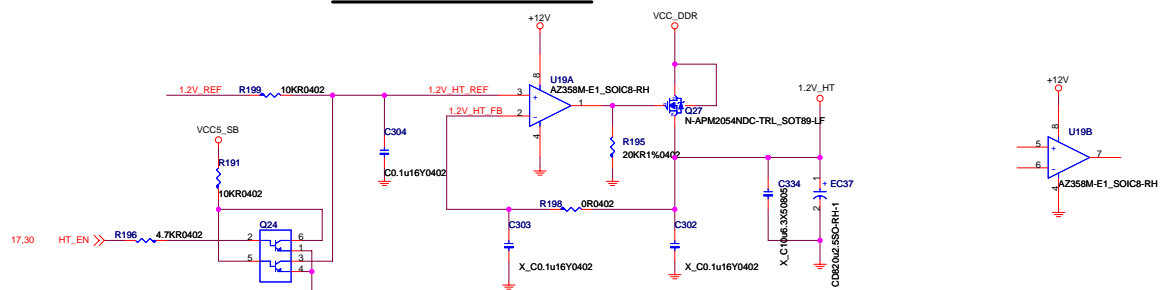 +12V
VCC_DDR
+12V
1.2V_HT
8
U19A
AZ358M-E1_SOIC8-RH
1.2V_REF
R199
10KR0402
1.2V_HT_REF
3
+
1.2V_HT_FB
2
-
1
4
Q27
N-APM2054NDC-TRL_SOT89-LF
8
U19B
5
+
6
-
7
4
AZ358M-E1_SOIC8-RH
VCC5_SB
C304
C0.1u16Y0402
R195
20KR1%0402
R191
10KR0402
C334
X_C10u6.3X50805
1
+
EC37
2
CD820u2.5SO-RH-1
R198
0R0402
C303
X_C0.1u16Y0402
C302
X_C0.1u16Y0402
Q24
17,30
HT_EN
R196
4.7KR0402
2
6
1
5
3
4